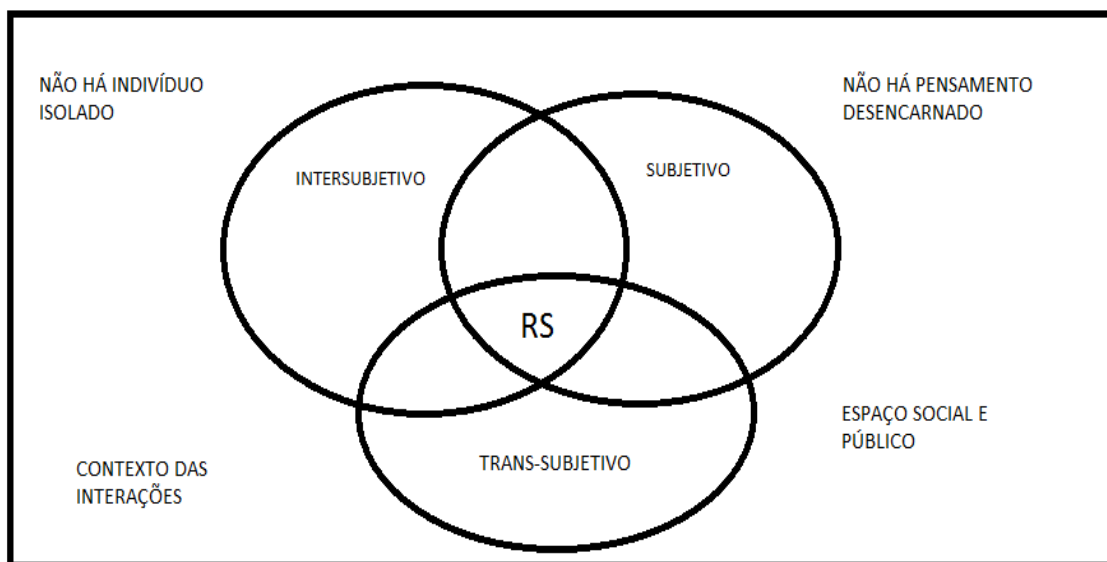 NÃO HÁ INDIVÍDUO
ISOLADO
NÃO HÁ PENSAMENTO
DESENCARNADO
INTERSUBJETIVO
SUBJETIVO
RS
ESPAÇO SOCIAL E
PÚBLICO
TRANS-SUBJETIVO
CONTEXTO DAS
INTERAÇÕES